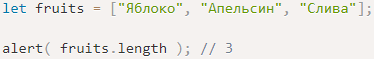 let fruits = ["Яблоко", "Апельсин", "Слива"];
alert( fruits.length ); // 3